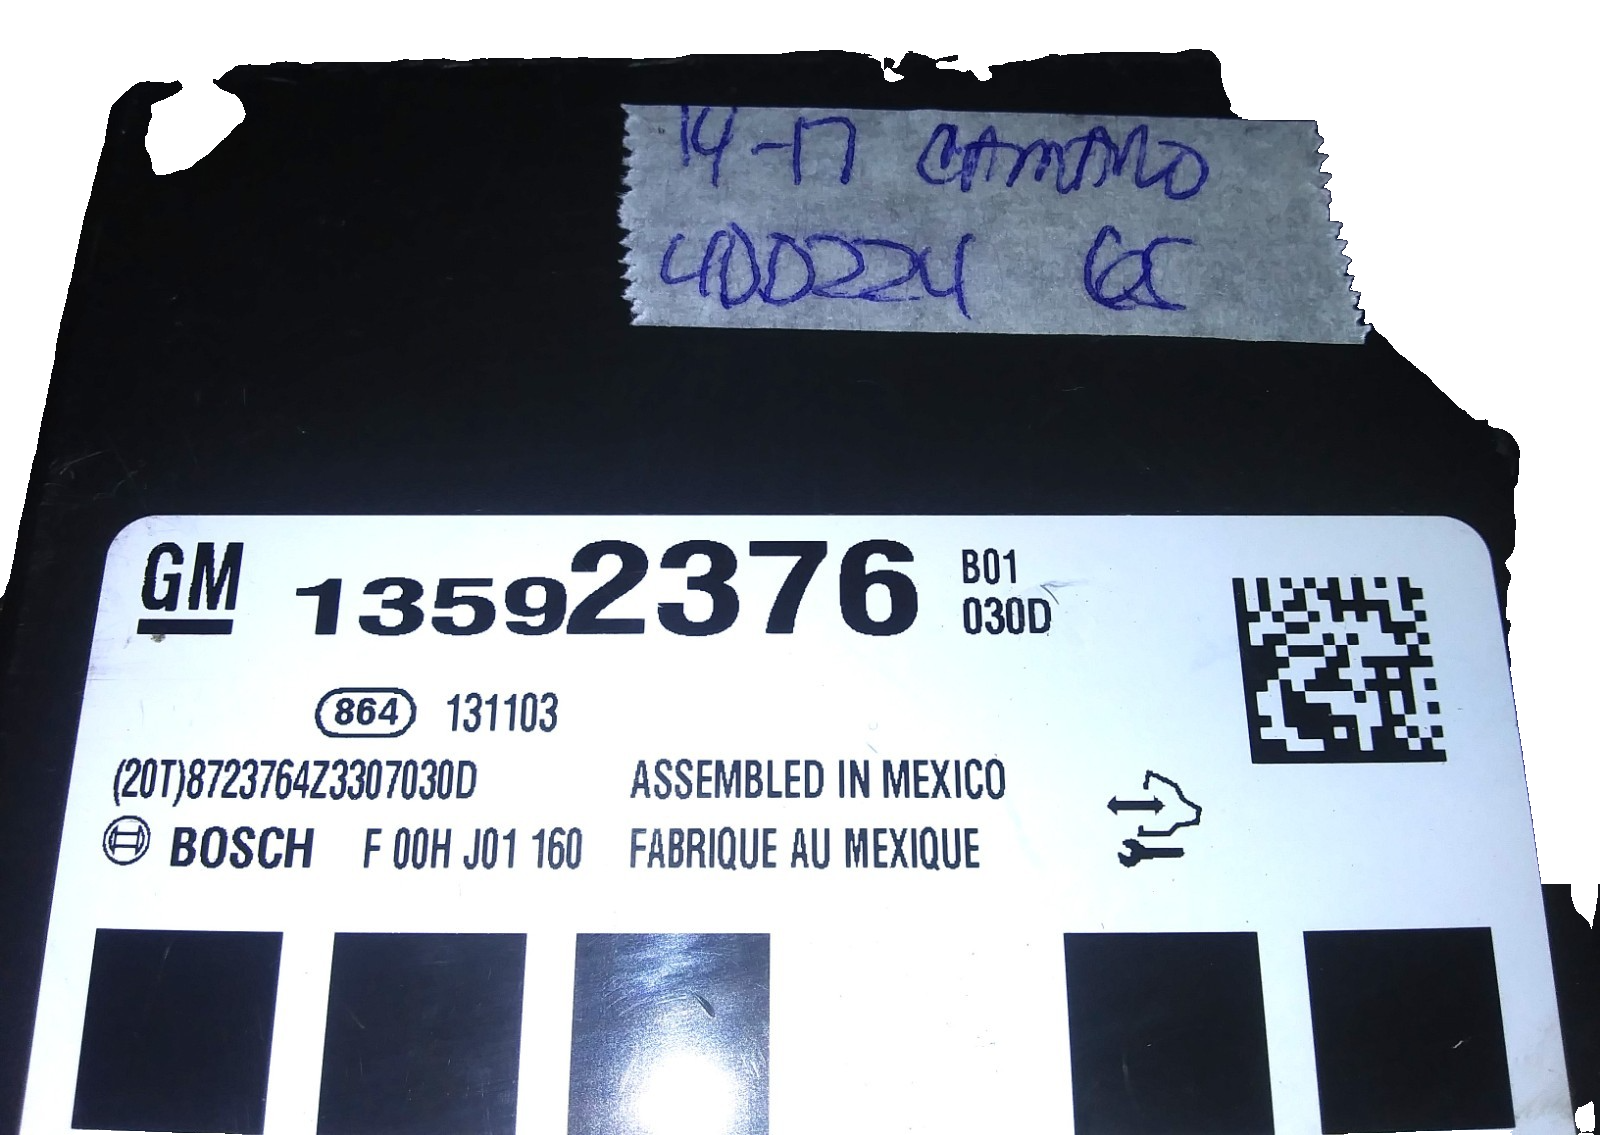 14-17 CAMARO
4DD224 GC
GM 13592376 B01
030D
864 131103
(20T)8723764Z3307030D ASSEMBLED IN MEXICO
BOSCH F 00H J01 160 FABRIQUE AU MEXIQUE